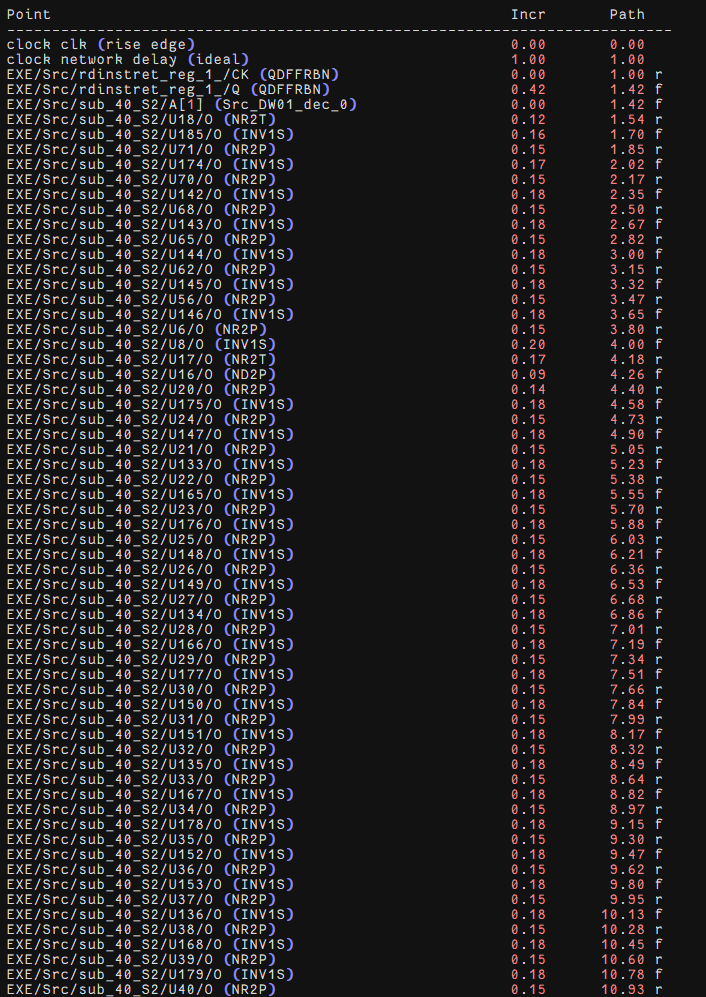 Point Incr Path
--------------------------------------------------------------------------
clock clk (rise edge) 0.00 0.00
clock network delay (ideal) 1.00 1.00
EXE/Src/rdinstret_reg_1_/CK (QDFFRBN) 0.00 1.00 r
EXE/Src/rdinstret_reg_1_/Q (QDFFRBN) 0.42 1.42 f
EXE/Src/sub_40_S2/A[1] (Src_DW01_dec_0) 0.00 1.42 f
EXE/Src/sub_40_S2/U18/O (NR2T) 0.12 1.54 r
EXE/Src/sub_40_S2/U185/O (INV1S) 0.16 1.70 f
EXE/Src/sub_40_S2/U71/O (NR2P) 0.15 1.85 r
EXE/Src/sub_40_S2/U174/O (INV1S) 0.17 2.02 f
EXE/Src/sub_40_S2/U70/O (NR2P) 0.15 2.17 r
EXE/Src/sub_40_S2/U142/O (INV1S) 0.18 2.35 f
EXE/Src/sub_40_S2/U68/O (NR2P) 0.15 2.50 r
EXE/Src/sub_40_S2/U143/O (INV1S) 0.18 2.67 f
EXE/Src/sub_40_S2/U65/O (NR2P) 0.15 2.82 r
EXE/Src/sub_40_S2/U144/O (INV1S) 0.18 3.00 f
EXE/Src/sub_40_S2/U62/O (NR2P) 0.15 3.15 r
EXE/Src/sub_40_S2/U145/O (INV1S) 0.18 3.32 f
EXE/Src/sub_40_S2/U56/O (NR2P) 0.15 3.47 r
EXE/Src/sub_40_S2/U146/O (INV1S) 0.18 3.65 f
EXE/Src/sub_40_S2/U6/O (NR2P) 0.15 3.80 r
EXE/Src/sub_40_S2/U8/O (INV1S) 0.20 4.00 f
EXE/Src/sub_40_S2/U17/O (NR2T) 0.17 4.18 r
EXE/Src/sub_40_S2/U16/O (ND2P) 0.09 4.26 f
EXE/Src/sub_40_S2/U20/O (NR2P) 0.14 4.40 r
EXE/Src/sub_40_S2/U175/O (INV1S) 0.18 4.58 f
EXE/Src/sub_40_S2/U24/O (NR2P) 0.15 4.73 r
EXE/Src/sub_40_S2/U147/O (INV1S) 0.18 4.90 f
EXE/Src/sub_40_S2/U21/O (NR2P) 0.15 5.05 r
EXE/Src/sub_40_S2/U133/O (INV1S) 0.18 5.23 f
EXE/Src/sub_40_S2/U22/O (NR2P) 0.15 5.38 r
EXE/Src/sub_40_S2/U165/O (INV1S) 0.18 5.55 f
EXE/Src/sub_40_S2/U23/O (NR2P) 0.15 5.70 r
EXE/Src/sub_40_S2/U176/O (INV1S) 0.18 5.88 f
EXE/Src/sub_40_S2/U25/O (NR2P) 0.15 6.03 r
EXE/Src/sub_40_S2/U148/O (INV1S) 0.18 6.21 f
EXE/Src/sub_40_S2/U26/O (NR2P) 0.15 6.36 r
EXE/Src/sub_40_S2/U149/O (INV1S) 0.18 6.53 f
EXE/Src/sub_40_S2/U27/O (NR2P) 0.15 6.68 r
EXE/Src/sub_40_S2/U134/O (INV1S) 0.18 6.86 f
EXE/Src/sub_40_S2/U28/O (NR2P) 0.15 7.01 r
EXE/Src/sub_40_S2/U166/O (INV1S) 0.18 7.19 f
EXE/Src/sub_40_S2/U29/O (NR2P) 0.15 7.34 r
EXE/Src/sub_40_S2/U177/O (INV1S) 0.18 7.51 f
EXE/Src/sub_40_S2/U30/O (NR2P) 0.15 7.66 r
EXE/Src/sub_40_S2/U150/O (INV1S) 0.18 7.84 f
EXE/Src/sub_40_S2/U31/O (NR2P) 0.15 7.99 r
EXE/Src/sub_40_S2/U151/O (INV1S) 0.18 8.17 f
EXE/Src/sub_40_S2/U32/O (NR2P) 0.15 8.32 r
EXE/Src/sub_40_S2/U135/O (INV1S) 0.18 8.49 f
EXE/Src/sub_40_S2/U33/O (NR2P) 0.15 8.64 r
EXE/Src/sub_40_S2/U167/O (INV1S) 0.18 8.82 f
EXE/Src/sub_40_S2/U34/O (NR2P) 0.15 8.97 r
EXE/Src/sub_40_S2/U178/O (INV1S) 0.18 9.15 f
EXE/Src/sub_40_S2/U35/O (NR2P) 0.15 9.30 r
EXE/Src/sub_40_S2/U152/O (INV1S) 0.18 9.47 f
EXE/Src/sub_40_S2/U36/O (NR2P) 0.15 9.62 r
EXE/Src/sub_40_S2/U153/O (INV1S) 0.18 9.80 f
EXE/Src/sub_40_S2/U37/O (NR2P) 0.15 9.95 r
EXE/Src/sub_40_S2/U136/O (INV1S) 0.18 10.13 f
EXE/Src/sub_40_S2/U38/O (NR2P) 0.15 10.28 r
EXE/Src/sub_40_S2/U168/O (INV1S) 0.18 10.45 f
EXE/Src/sub_40_S2/U39/O (NR2P) 0.15 10.60 r
EXE/Src/sub_40_S2/U179/O (INV1S) 0.18 10.78 f
EXE/Src/sub_40_S2/U40/O (NR2P) 0.15 10.93 r